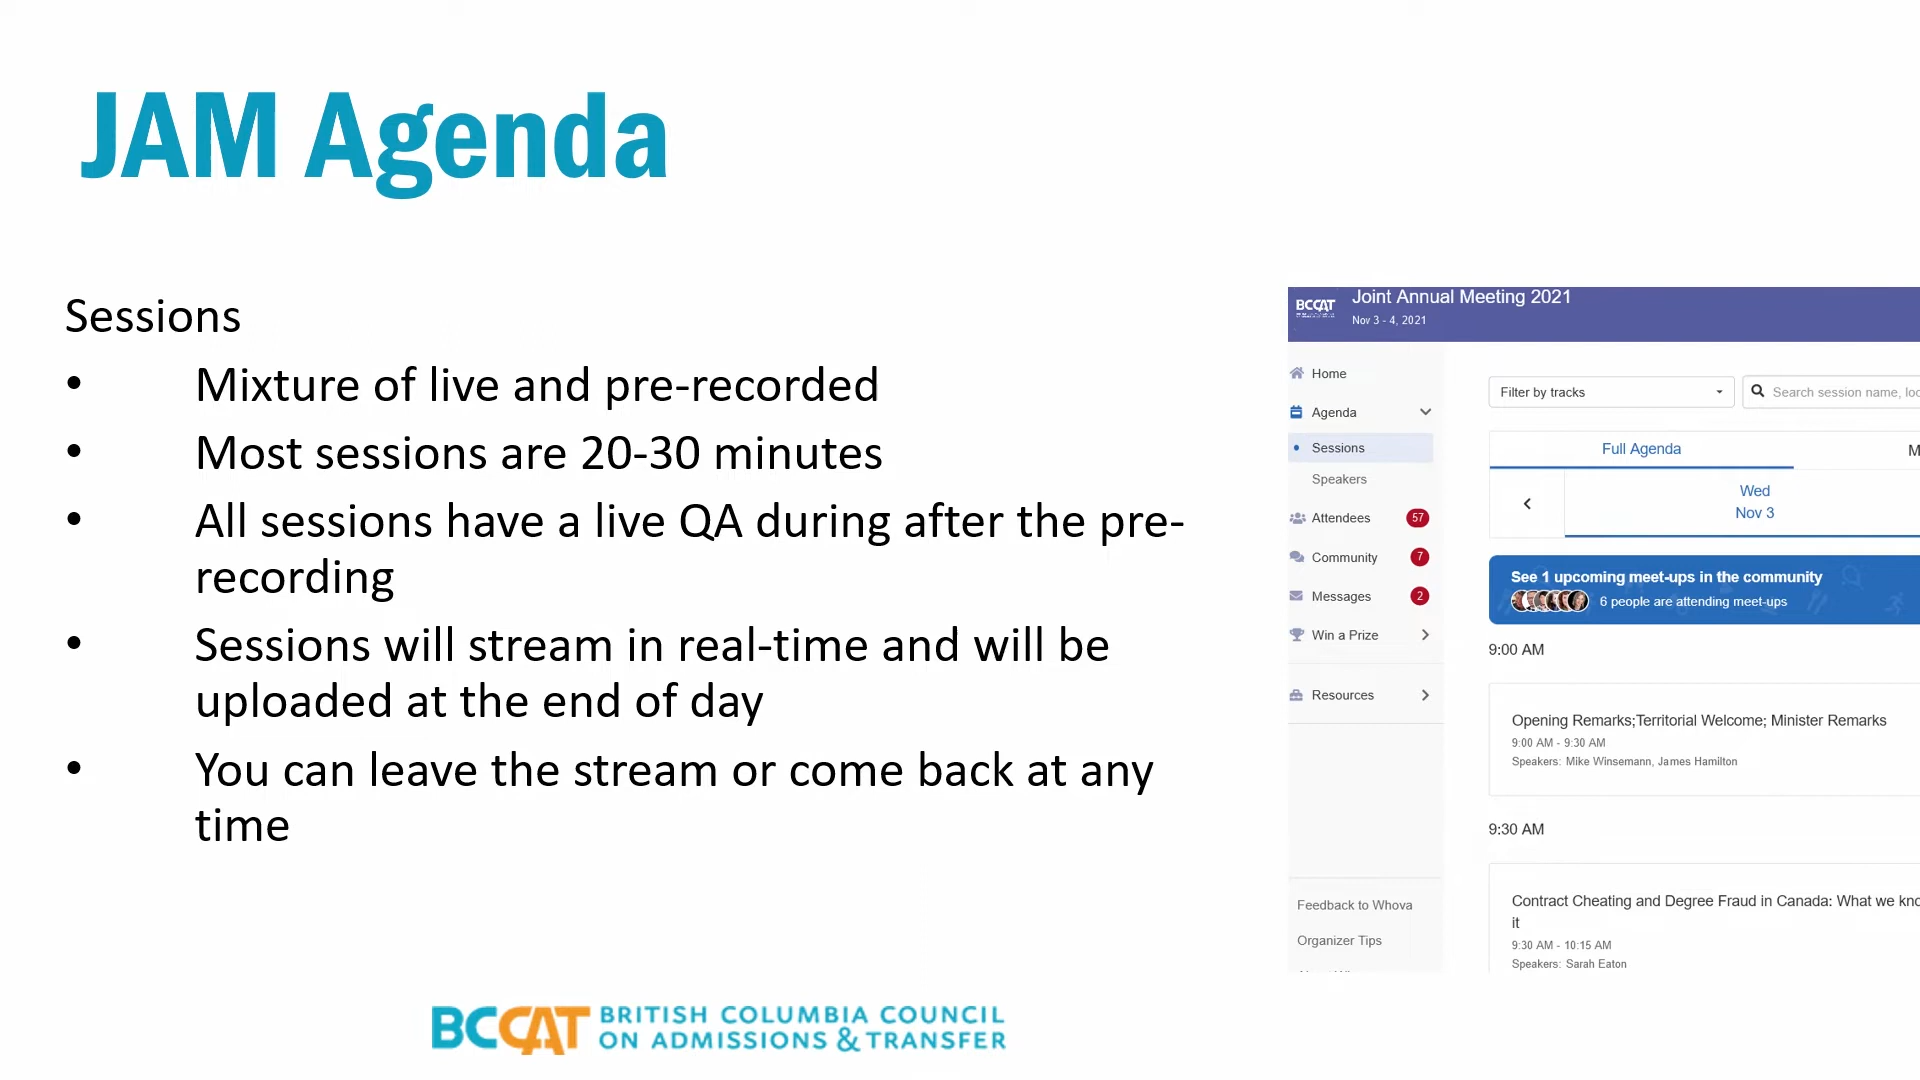 JAM Agenda
Sessions
• Mixture of live and pre-recorded
• Most sessions are 20-30 minutes
• All sessions have a live QA during after the pre-
recording
• Sessions will stream in real-time and will be
uploaded at the end of day
• You can leave the stream or come back at any
time
BCCAT
Joint Annual Meeting 2021
Nov 3 - 4, 2021
Home
Agenda
Sessions
Speakers
Attendees 57
Community 7
Messages 2
Win a Prize
Resources
Feedback to Whova
Organizer Tips
Filter by tracks
Search session name, loc
Full Agenda
M
Wed
Nov 3
See 1 upcoming meet-ups in the community
6 people are attending meet-ups
9:00 AM
Opening Remarks;Territorial Welcome; Minister Remarks
9:00 AM - 9:30 AM
Speakers: Mike Winsemann, James Hamilton
9:30 AM
Contract Cheating and Degree Fraud in Canada: What we kno
it
9:30 AM - 10:15 AM
Speakers: Sarah Eaton
BCCAT BRITISH COLUMBIA COUNCIL
ON ADMISSIONS & TRANSFER